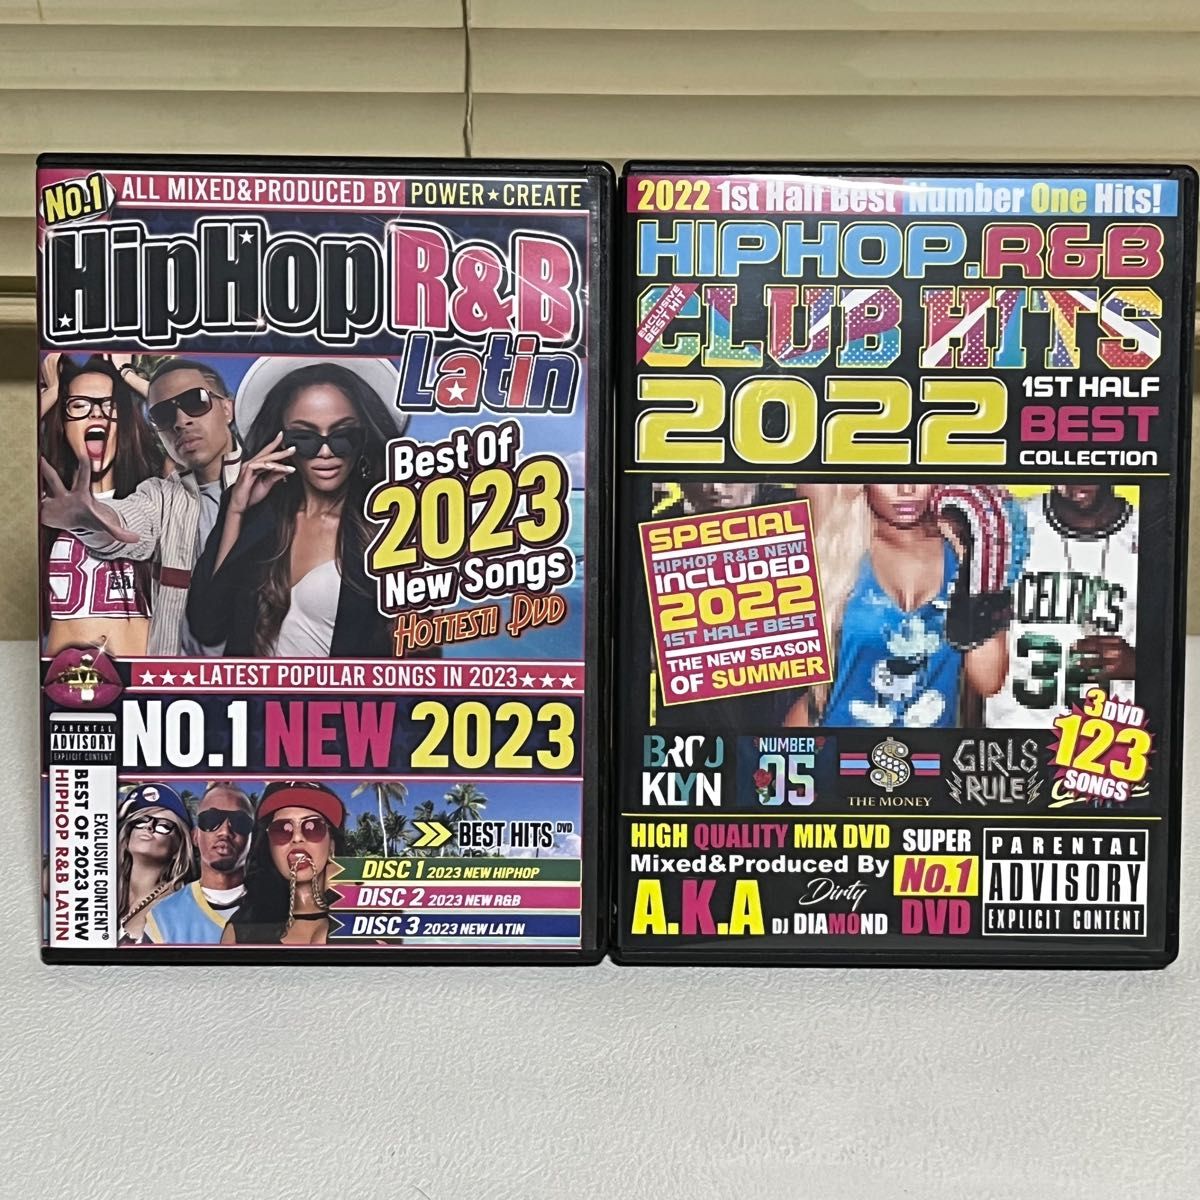 No.1 ALL MIXED&PRODUCED BY POWER★CREATE
HipHop R&B
Latin
Best Of
2023
New Songs
HOTTEST! DVD
★★★LATEST POPULAR SONGS IN 2023★★★
PARENTAL
ADVISORY
EXPLICIT CONTENT
NO.1 NEW 2023
EXCLUSIVE CONTENT®
BEST OF 2023 NEW
HIPHOP R&B LATIN
BEST HITS DVD
DISC 1 2023 NEW HIPHOP
DISC 2 2023 NEW R&B
DISC 3 2023 NEW LATIN
2022 1st Half Best Number One Hits!
HIPHOP.R&B
EXCLUSIVE
BEST HIT
CLUB HITS
2022
1ST HALF
BEST
COLLECTION
SPECIAL
HIPHOP R&B NEW!
INCLUDED
2022
1ST HALF BEST
THE NEW SEASON
OF SUMMER
CELTICS
3
3DVD
123
SONGS
BROO
KLYN
NUMBER
05
$
THE MONEY
GIRLS
RULE
HIGH QUALITY MIX DVD
Mixed&Produced By
A.K.A
Dirty
DJ DIAMOND
SUPER
No.1
DVD
PARENTAL
ADVISORY
EXPLICIT CONTENT